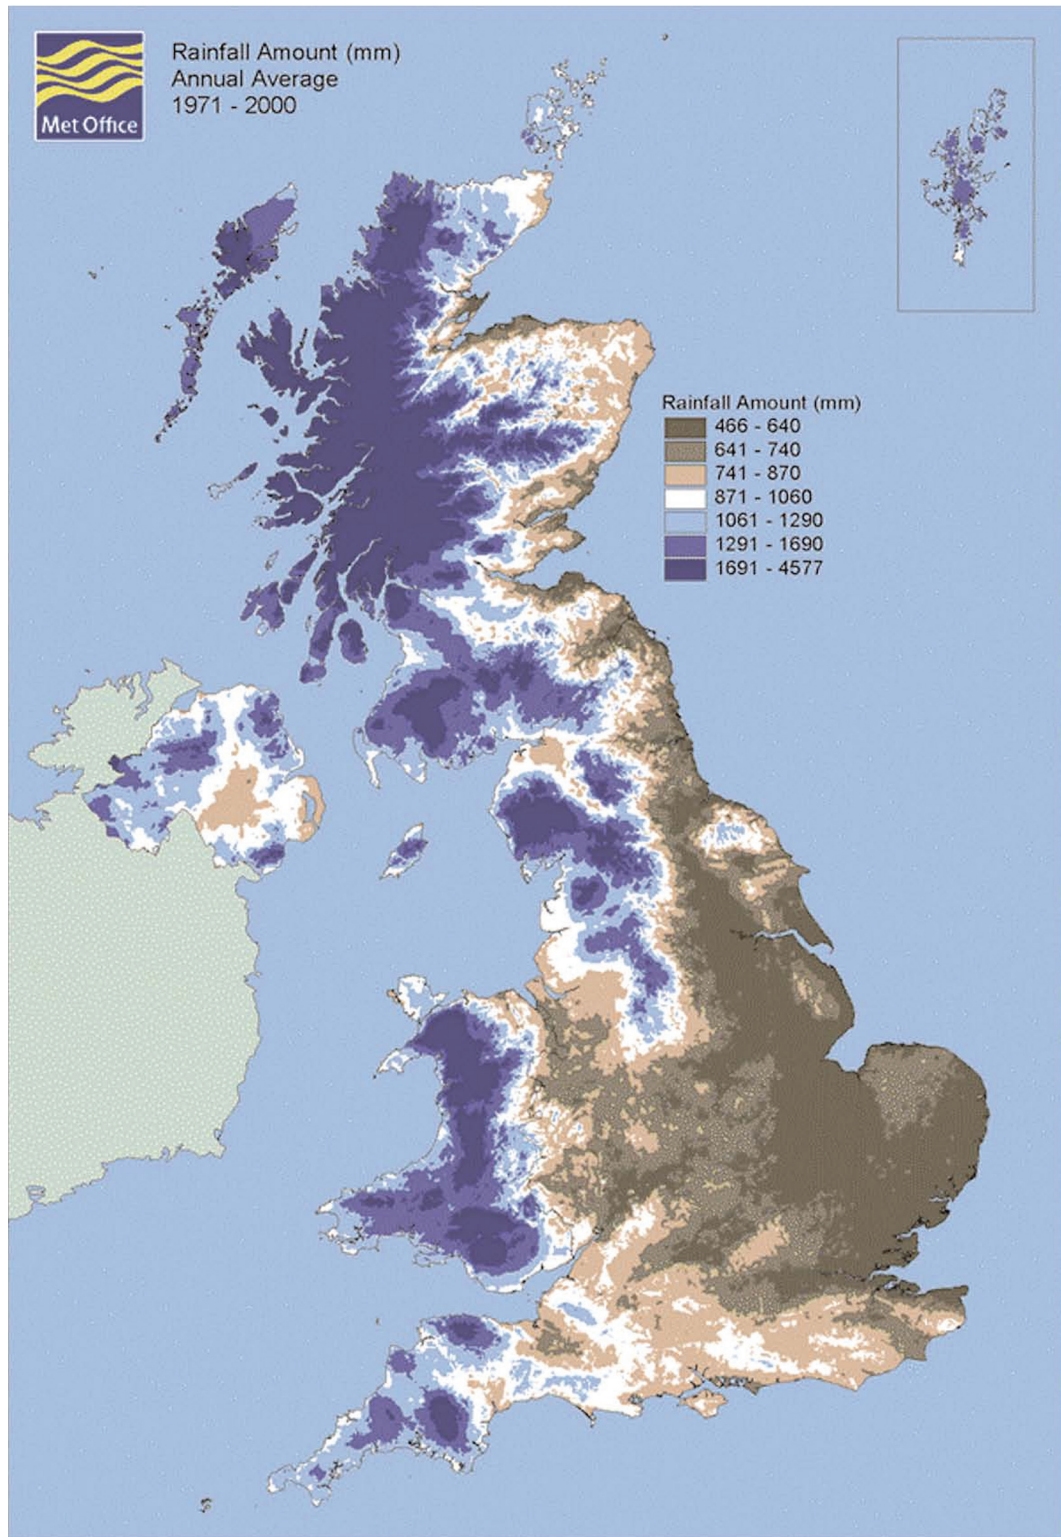 Met Office
Rainfall Amount (mm)
Annual Average
1971 - 2000
Rainfall Amount (mm)
466 - 640
641 - 740
741 - 870
871 - 1060
1061 - 1290
1291 - 1690
1691 - 4577